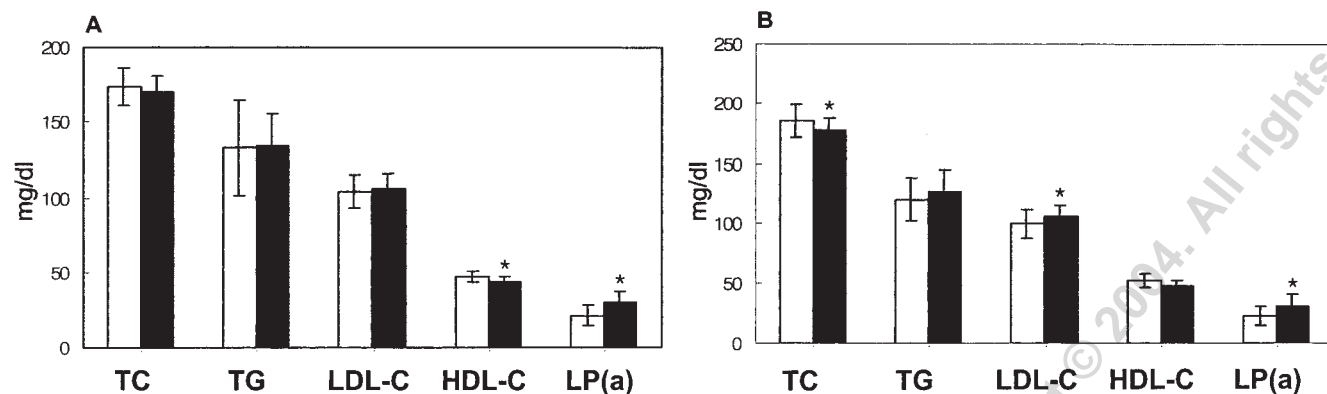 A
200
150
100
50
0
mg/dl
* *
TC TG LDL-C HDL-C LP(a)
B
250
200
150
100
50
0
mg/dl
* * *
TC TG LDL-C HDL-C LP(a)
© 2004. All rights